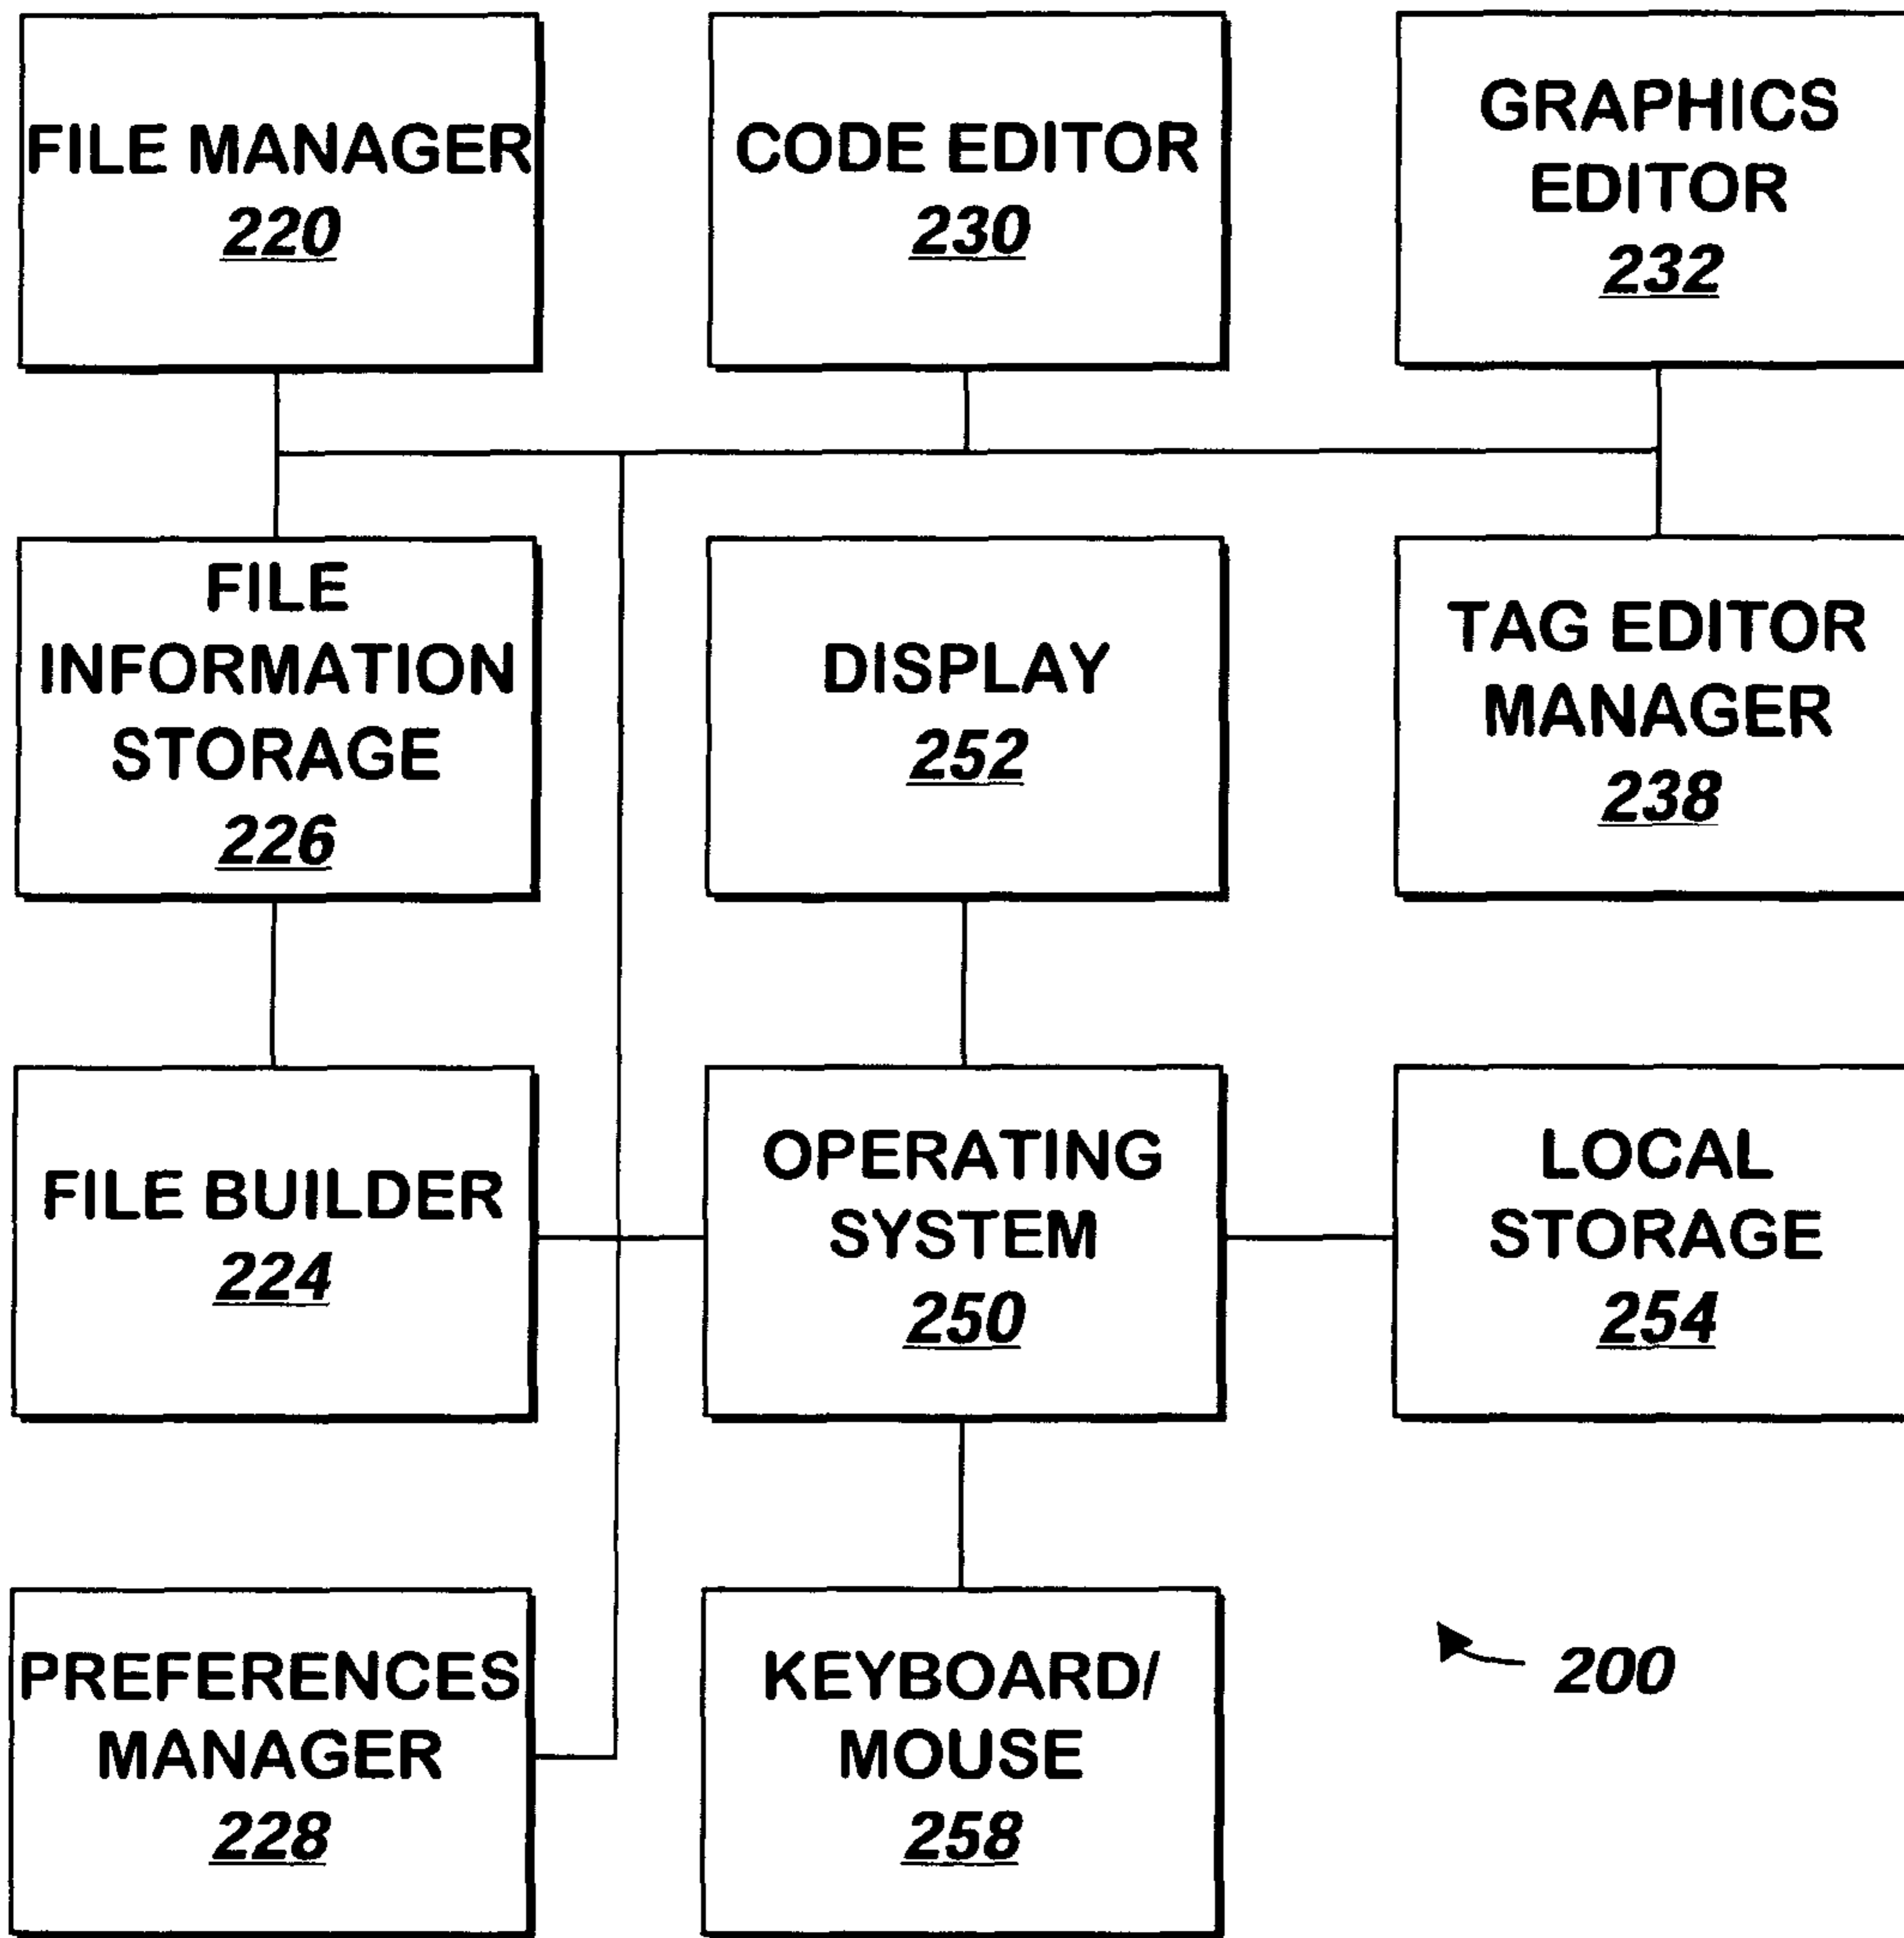 FILE MANAGER
220
CODE EDITOR
230
GRAPHICS
EDITOR
232
FILE
INFORMATION
STORAGE
226
DISPLAY
252
TAG EDITOR
MANAGER
238
FILE BUILDER
224
OPERATING
SYSTEM
250
LOCAL
STORAGE
254
PREFERENCES
MANAGER
228
KEYBOARD/
MOUSE
258
200